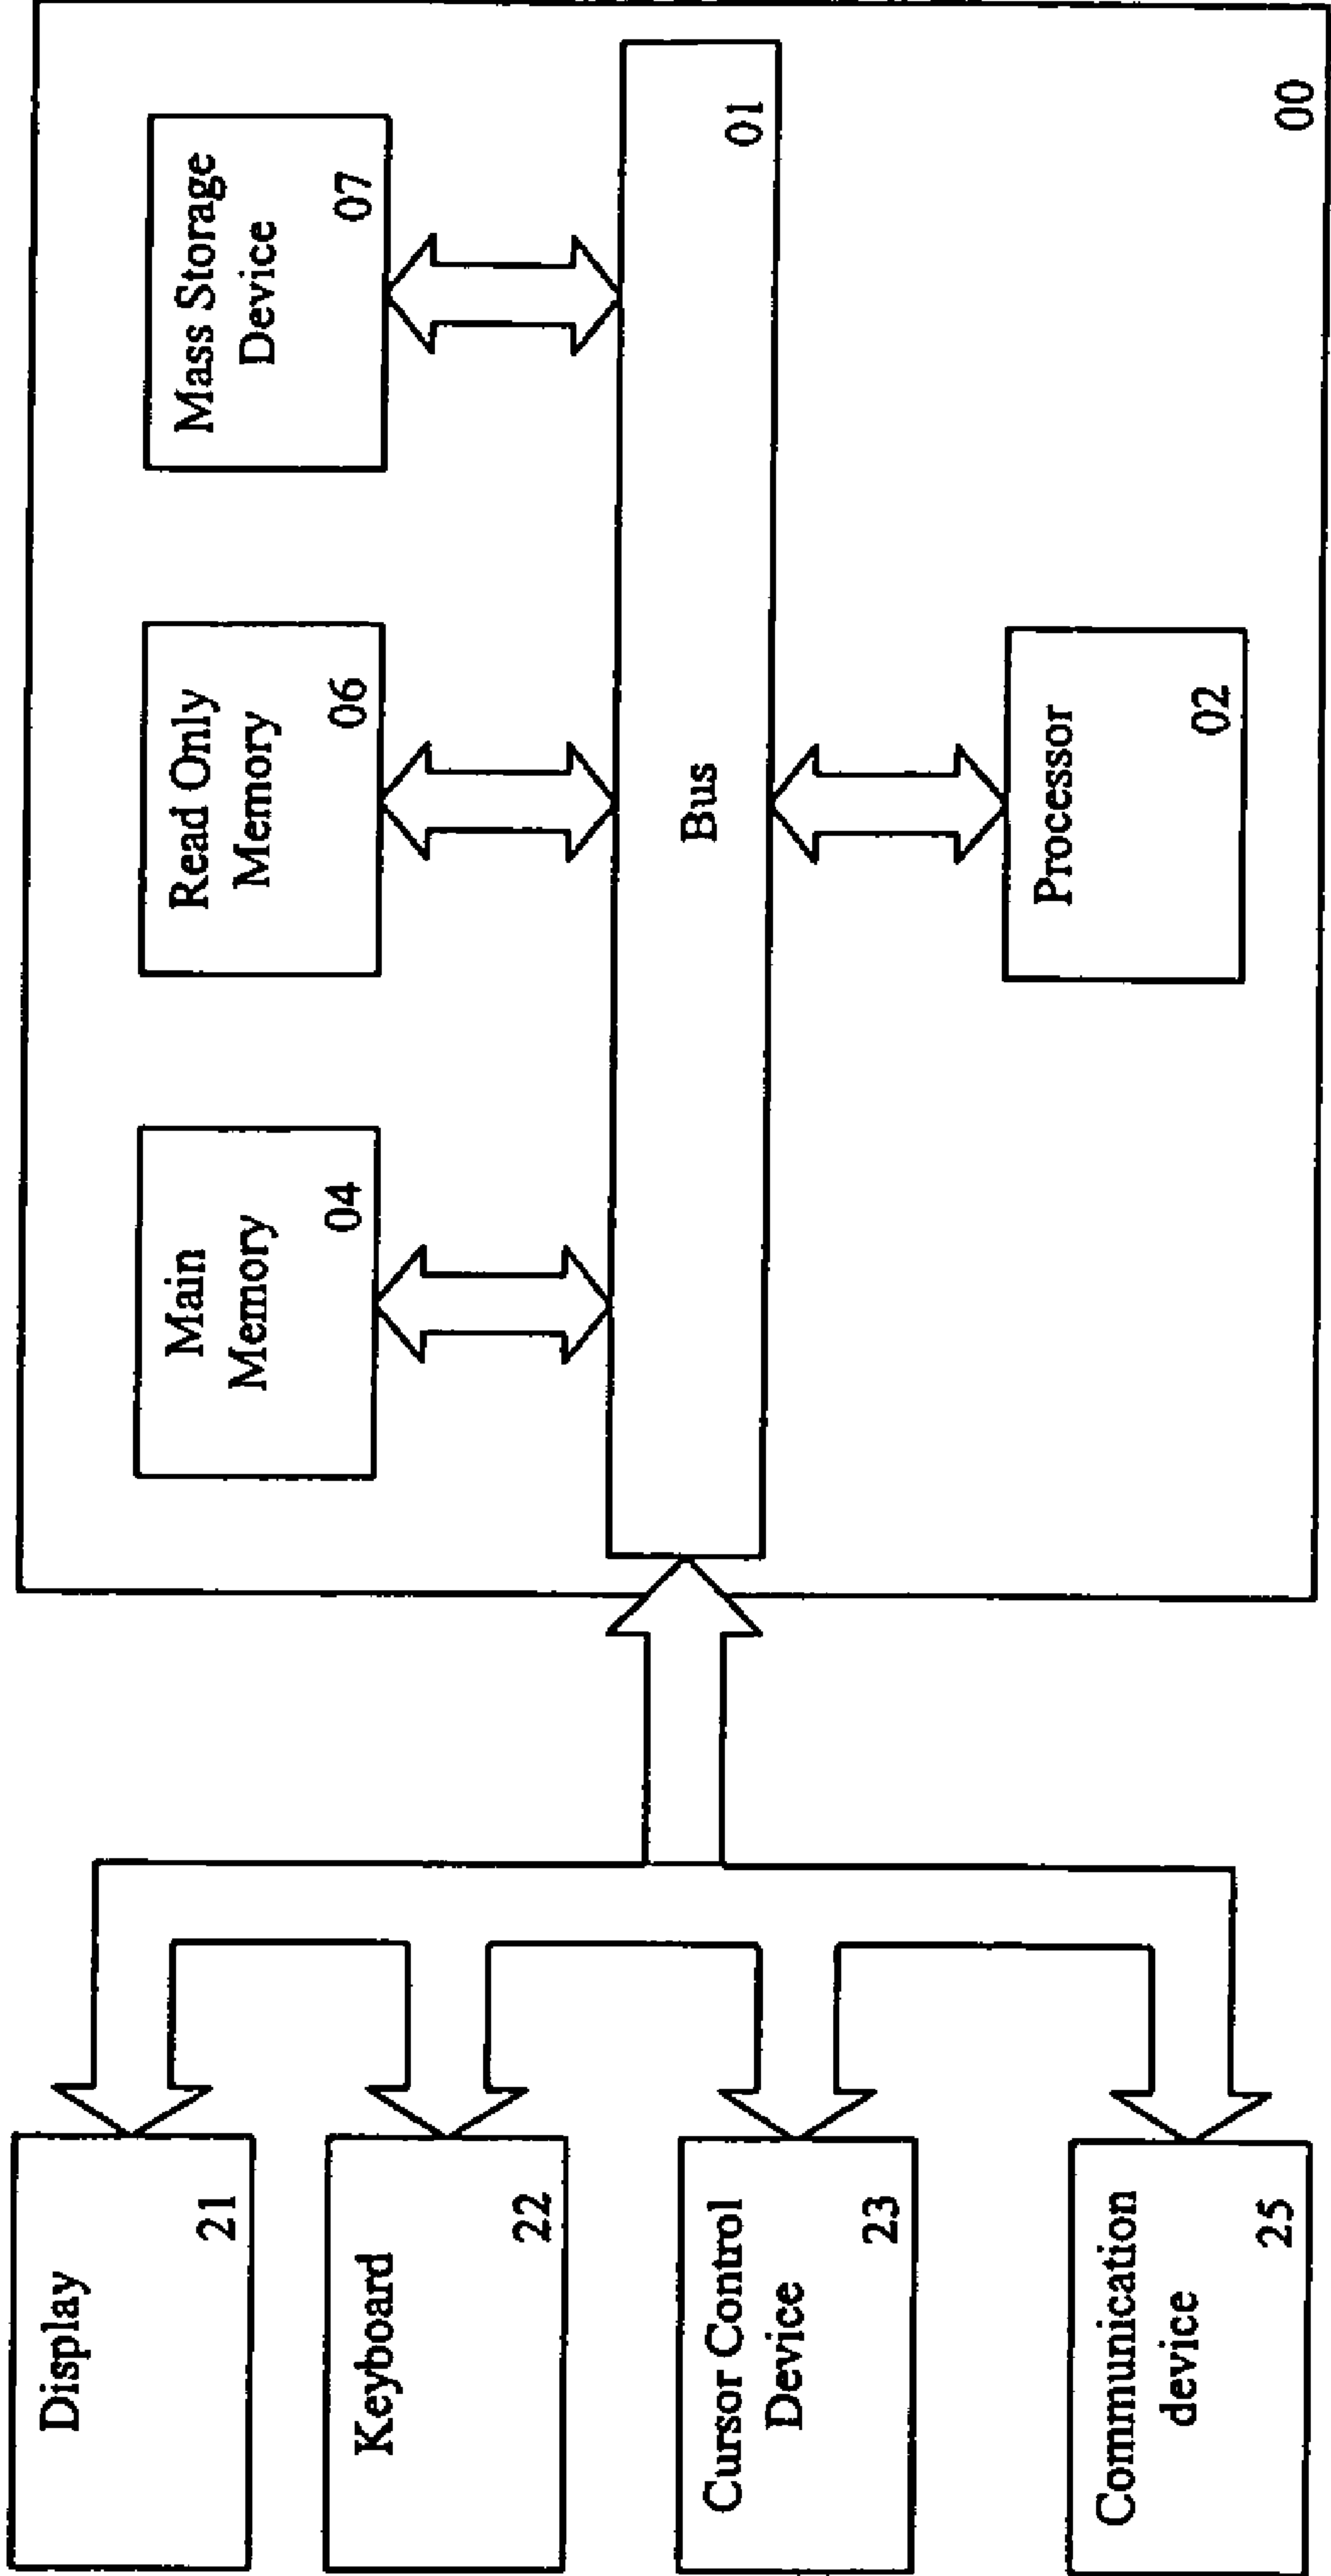 Display
21
Keyboard
22
Cursor Control
Device
23
Communication
device
25
Main
Memory
04
Read Only
Memory
06
Mass Storage
Device
07
Bus
01
Processor
02
00